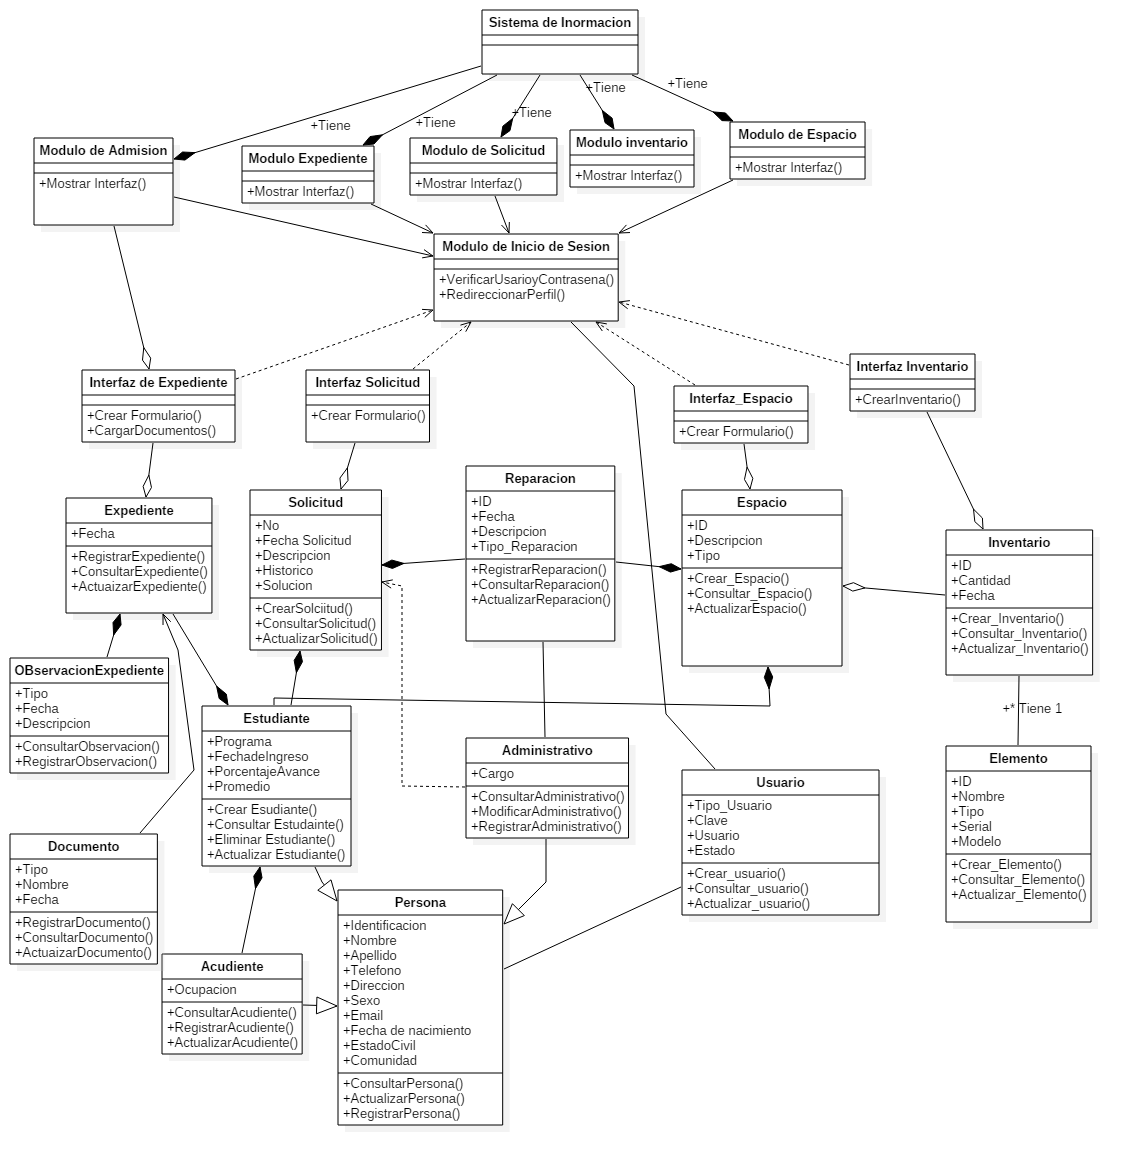 Sistema de Inormacion
+Tiene
+Tiene
+Tiene
+Tiene
+Tiene
Modulo de Admision
+Mostrar Interfaz()
Modulo Expediente
+Mostrar Interfaz()
Modulo de Solicitud
+Mostrar Interfaz()
Modulo inventario
+Mostrar Interfaz()
Modulo de Espacio
+Mostrar Interfaz()
Modulo de Inicio de Sesion
+VerificarUsarioyContrasena()
+RedireccionarPerfil()
Interfaz de Expediente
+Crear Formulario()
+CargarDocumentos()
Interfaz Solicitud
+Crear Formulario()
Interfaz_Espacio
+Crear Formulario()
Interfaz Inventario
+CrearInventario()
Expediente
+Fecha
+RegistrarExpediente()
+ConsultarExpediente()
+ActuaizarExpediente()
Solicitud
+No
+Fecha Solicitud
+Descripcion
+Historico
+Solucion
+CrearSolciitud()
+ConsultarSolicitud()
+ActualizarSolicitud()
Reparacion
+ID
+Fecha
+Descripcion
+Tipo_Reparacion
+RegistrarReparacion()
+ConsultarReparacion()
+ActualizarReparacion()
Espacio
+ID
+Descripcion
+Tipo
+Crear_Espacio()
+Consultar_Espacio()
+ActualizarEspacio()
Inventario
+ID
+Cantidad
+Fecha
+Crear_Inventario()
+Consultar_Inventario()
+Actualizar_Inventario()
+* Tiene 1
OBservacionExpediente
+Tipo
+Fecha
+Descripcion
+ConsultarObservacion()
+RegistrarObservacion()
Estudiante
+Programa
+FechadeIngreso
+PorcentajeAvance
+Promedio
+Crear Esudiante()
+Consultar Estudainte()
+Eliminar Estudiante()
+Actualizar Estudiante()
Administrativo
+Cargo
+ConsultarAdministrativo()
+ModificarAdministrativo()
+RegistrarAdministrativo()
Usuario
+Tipo_Usuario
+Clave
+Usuario
+Estado
+Crear_usuario()
+Consultar_usuario()
+Actualizar_usuario()
Elemento
+ID
+Nombre
+Tipo
+Serial
+Modelo
+Crear_Elemento()
+Consultar_Elemento()
+Actualizar_Elemento()
Documento
+Tipo
+Nombre
+Fecha
+RegistrarDocumento()
+ConsultarDocumento()
+ActuaizarDocumento()
Acudiente
+Ocupacion
+ConsultarAcudiente()
+RegistrarAcudiente()
+ActualizarAcudiente()
Persona
+Identificacion
+Nombre
+Apellido
+Telefono
+Direccion
+Sexo
+Email
+Fecha de nacimiento
+EstadoCivil
+Comunidad
+ConsultarPersona()
+ActualizarPersona()
+RegistrarPersona()